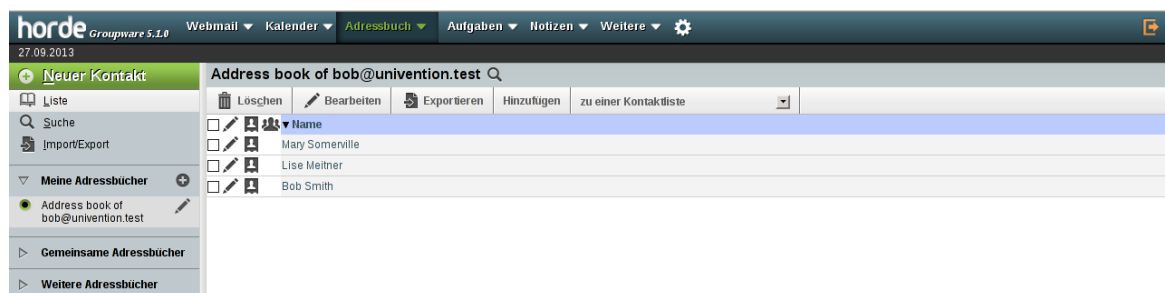 horde Groupware 5.1.0 Webmail Kalender Adressbuch Aufgaben Notizen Weitere
27.09.2013
Neuer Kontakt
Address book of bob@univention.test
Liste
Löschen Bearbeiten Exportieren Hinzufügen zu einer Kontaktliste
Suche
Name
Import/Export
Mary Somerville
Lise Meitner
Meine Adressbücher
Bob Smith
Address book of
bob@univention.test
Gemeinsame Adressbücher
Weitere Adressbücher